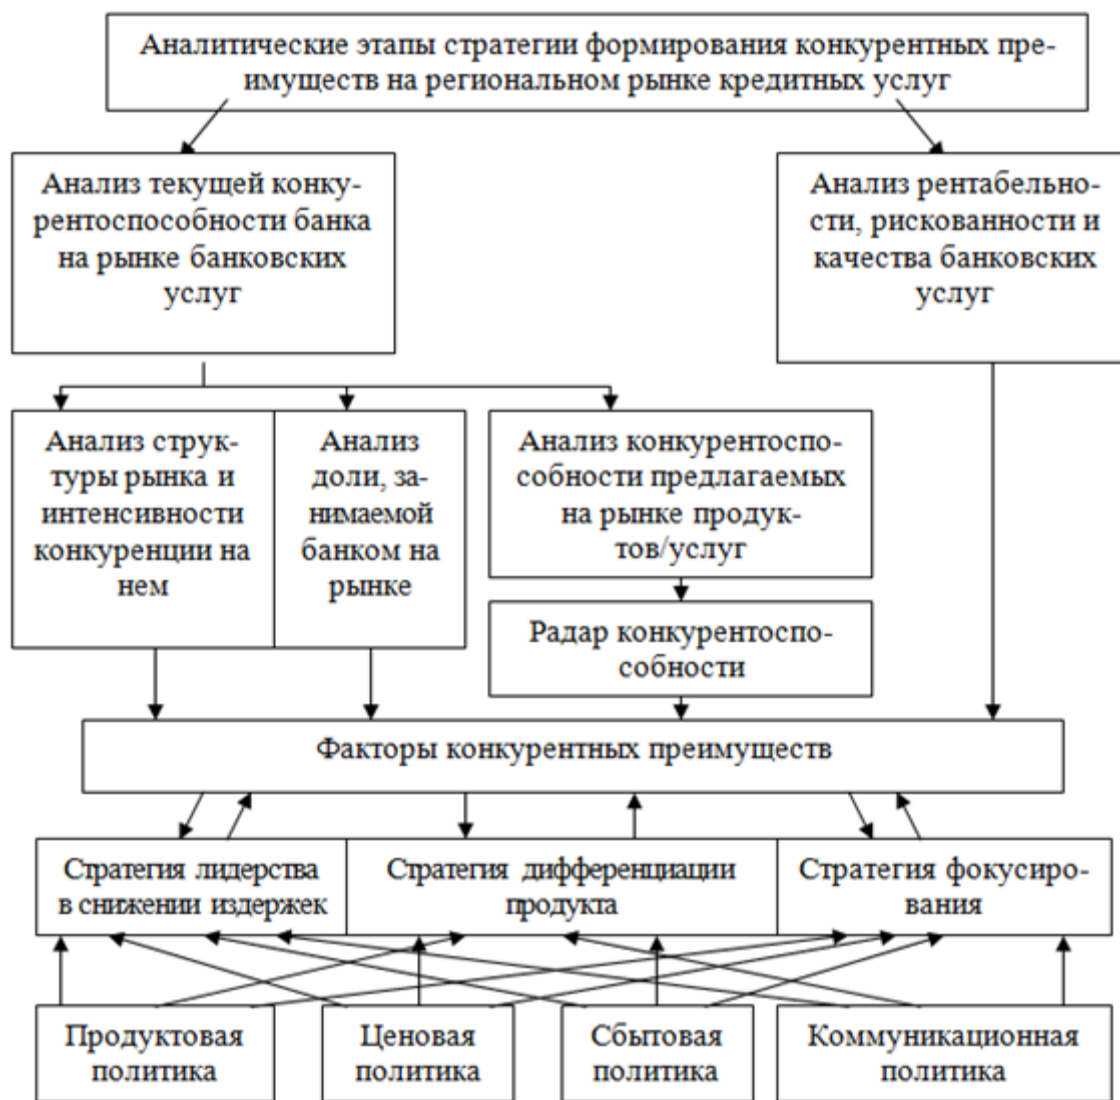 Аналитические этапы стратегии формирования конкурентных пре-
имуществ на региональном рынке кредитных услуг
Анализ текущей конку-
рентоспособности банка
на рынке банковских
услуг
Анализ рентабельно-
сти, рискованности и
качества банковских
услуг
Анализ струк-
туры рынка и
интенсивности
конкуренции на
нем
Анализ
доли, за-
нимаемой
банком на
рынке
Анализ конкурентоспо-
собности предлагаемых
на рынке продук-
тов/услуг
Радар конкурентоспо-
собности
Факторы конкурентных преимуществ
Стратегия лидерства
в снижении издержек
Стратегия дифференциации
продукта
Стратегия фокусиро-
вания
Продуктовая
политика
Ценовая
политика
Сбытовая
политика
Коммуникационная
политика